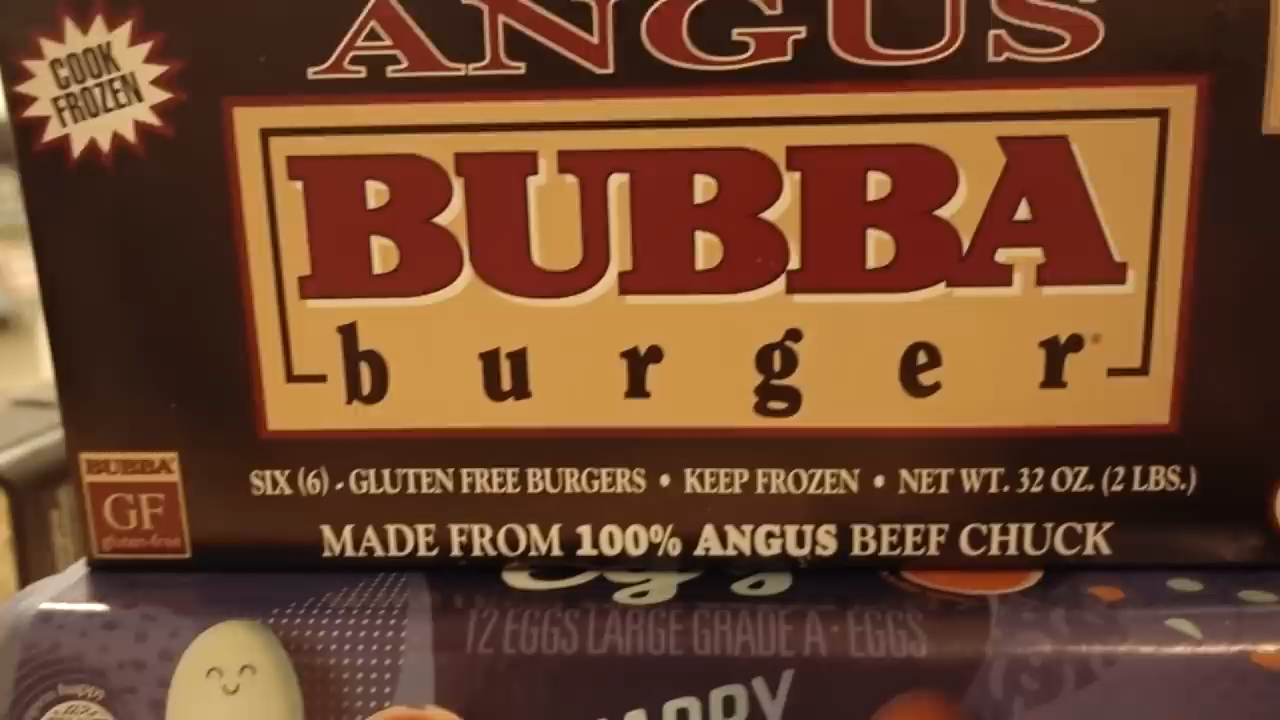 ANGUS
COOK
FROZEN
BUBBA
burger
BUBBA
GF
gluten-free
SIX (6) - GLUTEN FREE BURGERS • KEEP FROZEN • NET WT. 32 OZ. (2 LBS.)
MADE FROM 100% ANGUS BEEF CHUCK
12 EGGS LARGE GRADE A • EGGS